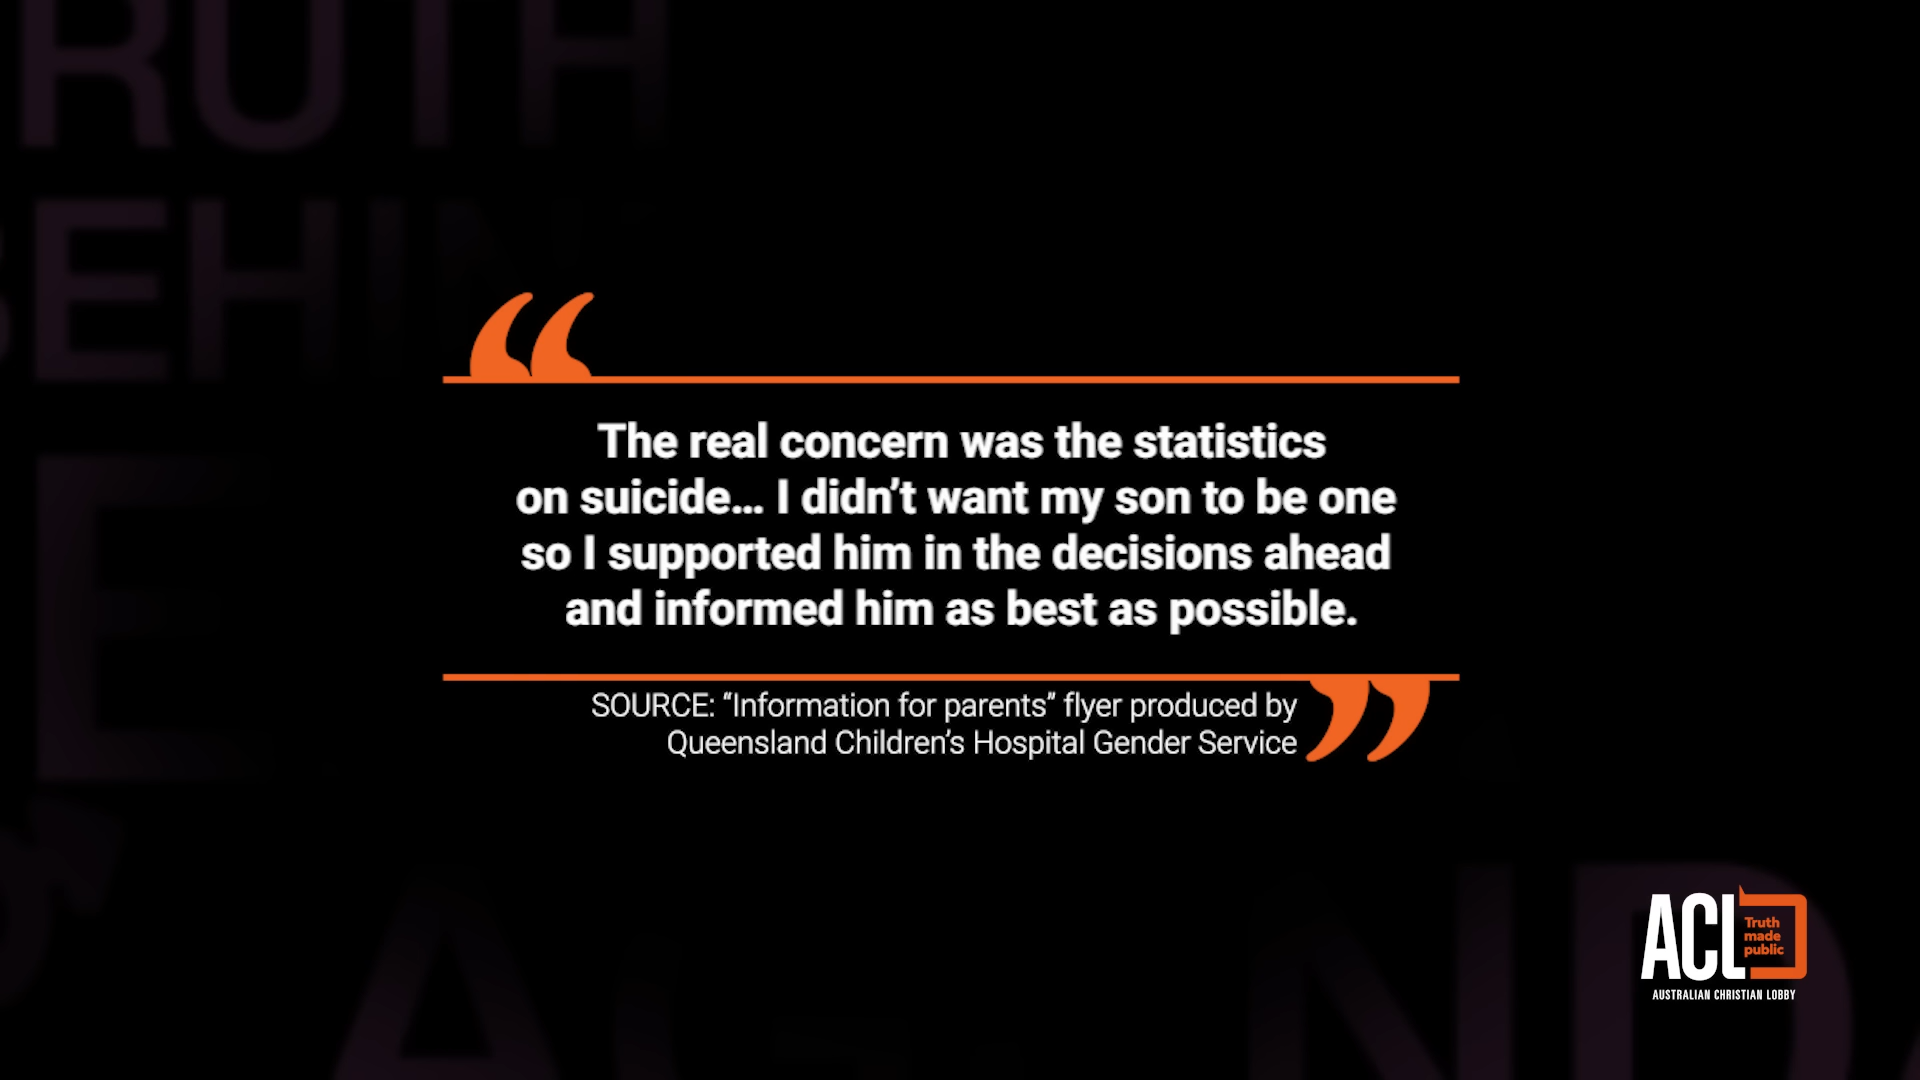 RUTH
BEHIN
The real concern was the statistics
on suicide... I didn’t want my son to be one
so I supported him in the decisions ahead
and informed him as best as possible.
SOURCE: “Information for parents” flyer produced by
Queensland Children’s Hospital Gender Service
ACL
Truth
made
public
AUSTRALIAN CHRISTIAN LOBBY